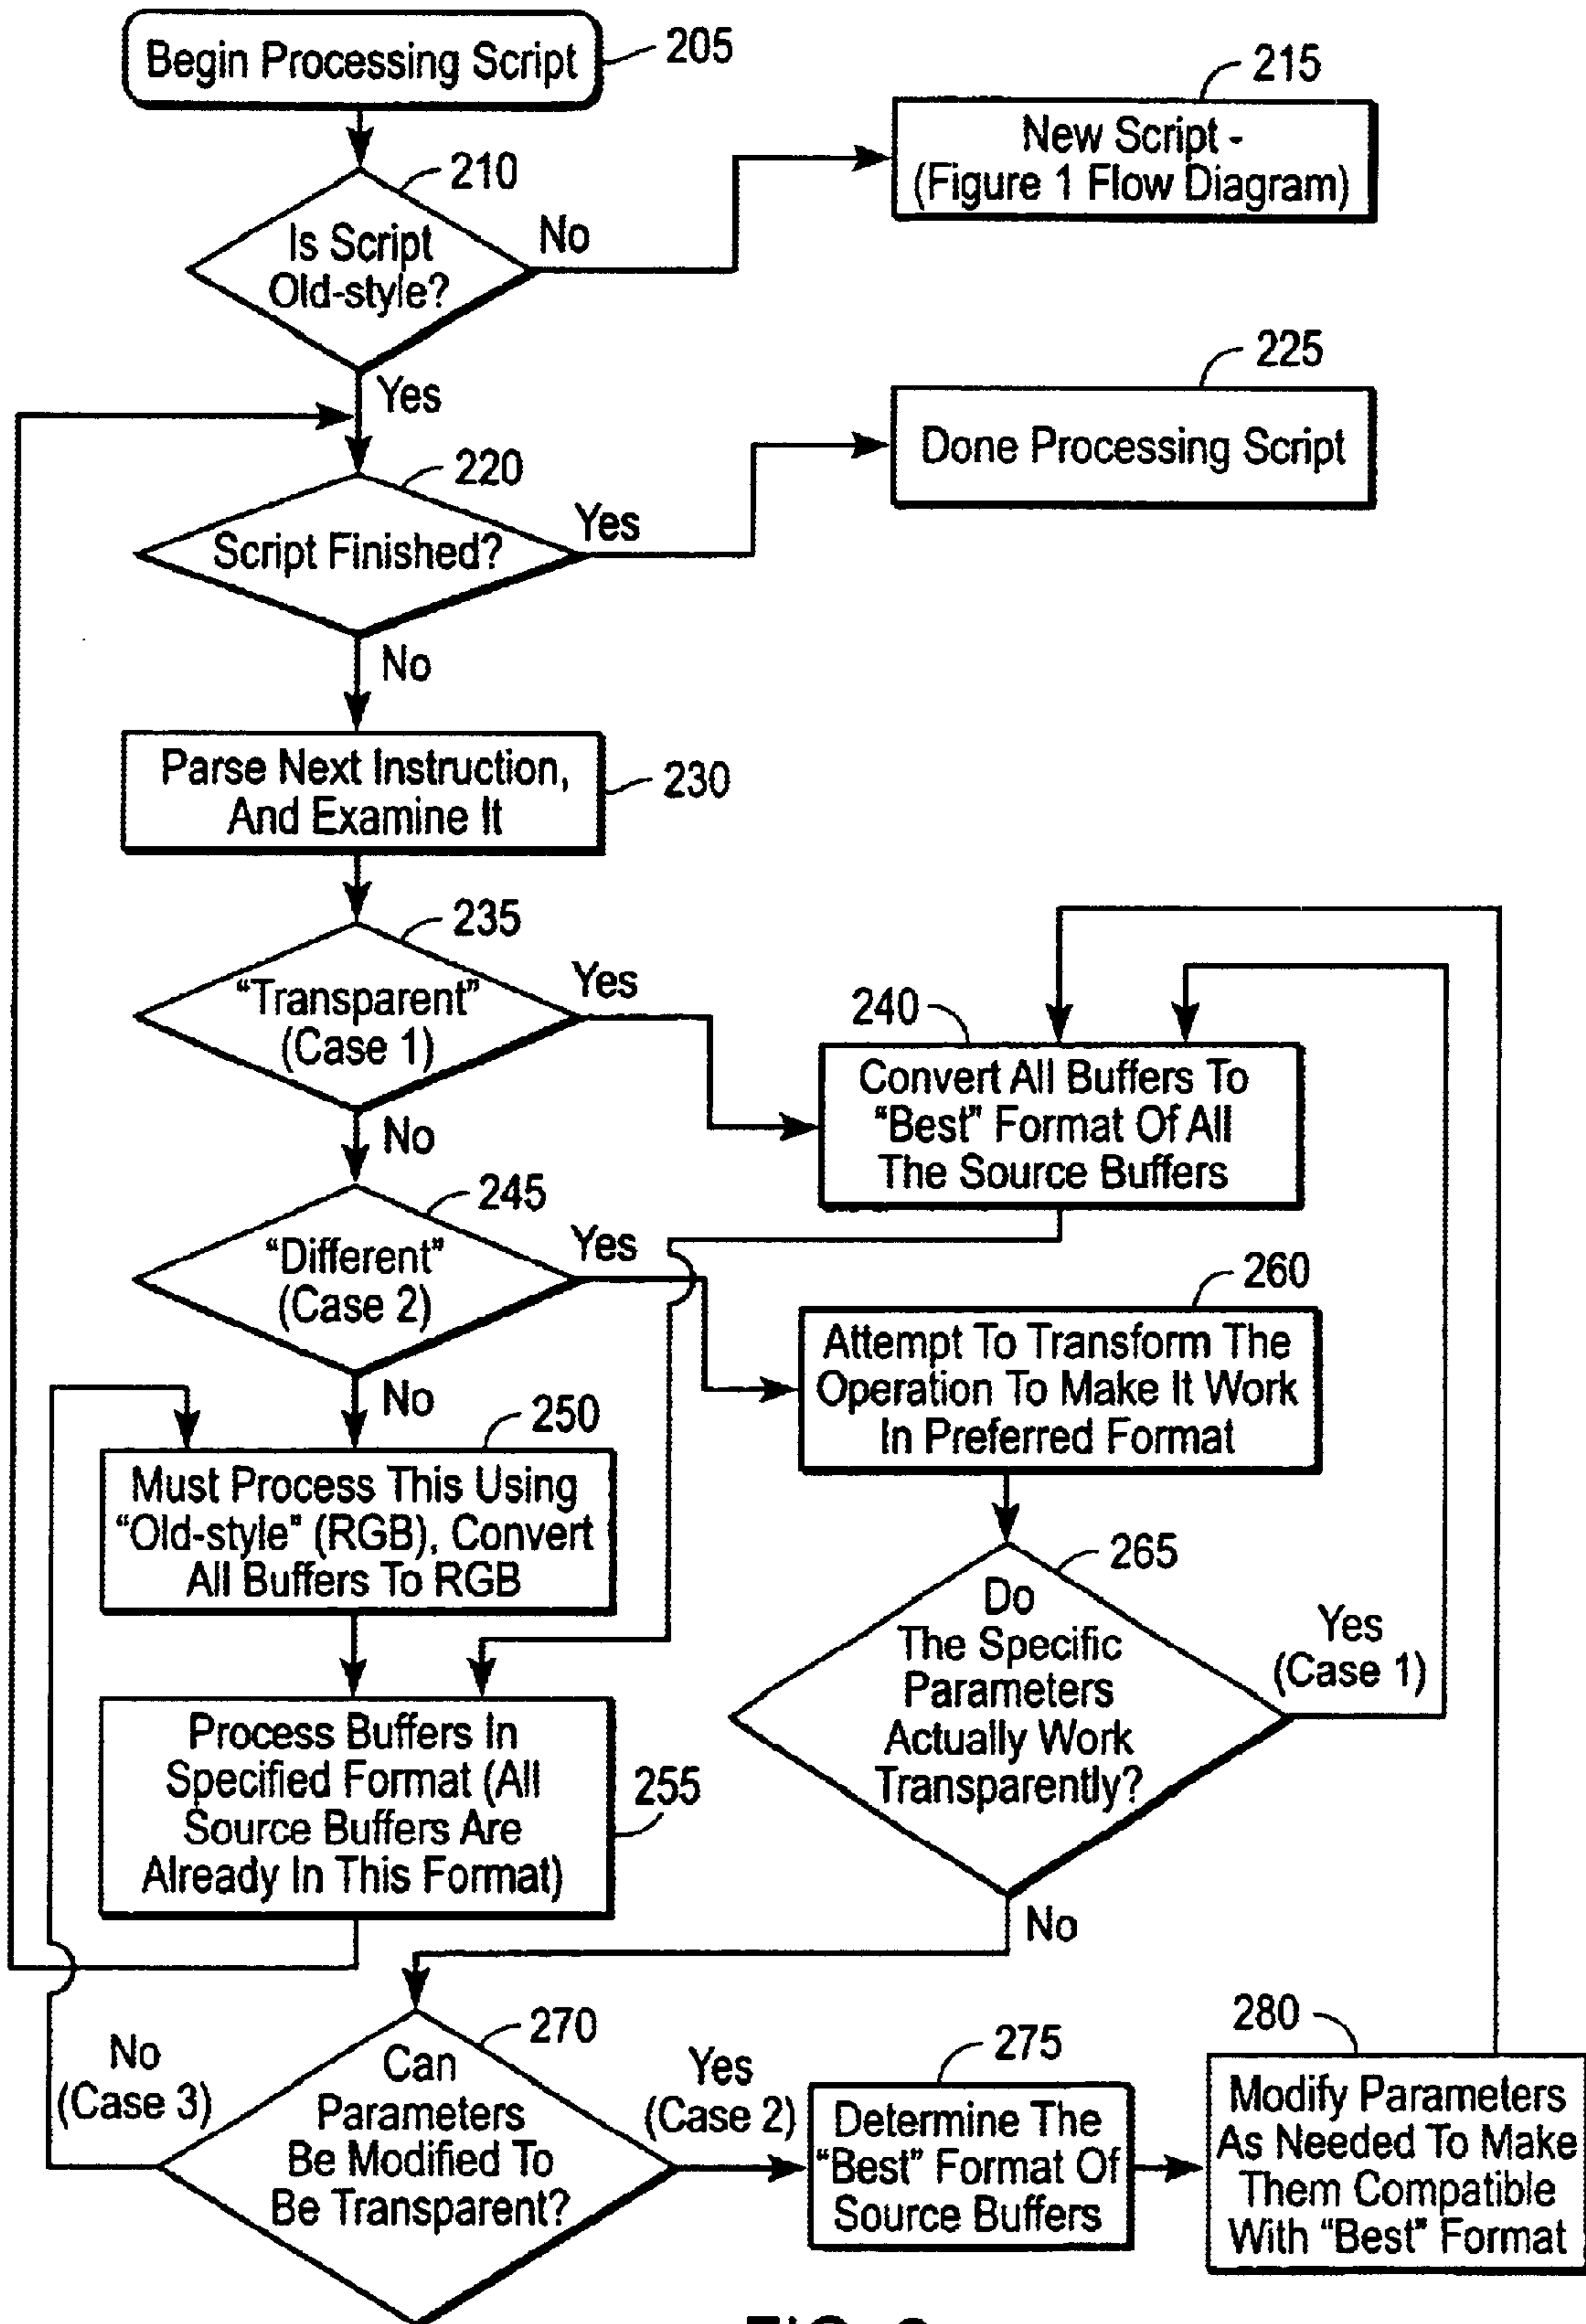 Begin Processing Script
205
215
New Script -
(Figure 1 Flow Diagram)
210
Is Script
Old-style?
No
Yes
225
Done Processing Script
220
Script Finished?
Yes
No
Parse Next Instruction,
And Examine It
230
235
"Transparent"
(Case 1)
Yes
No
240
Convert All Buffers To
"Best" Format Of All
The Source Buffers
245
"Different"
(Case 2)
Yes
No
260
Attempt To Transform The
Operation To Make It Work
In Preferred Format
250
Must Process This Using
"Old-style" (RGB), Convert
All Buffers To RGB
265
Do
The Specific
Parameters
Actually Work
Transparently?
Yes
(Case 1)
No
Process Buffers In
Specified Format (All
Source Buffers Are
Already In This Format)
255
270
Can
Parameters
Be Modified To
Be Transparent?
No
(Case 3)
Yes
(Case 2)
275
Determine The
"Best" Format Of
Source Buffers
280
Modify Parameters
As Needed To Make
Them Compatible
With "Best" Format